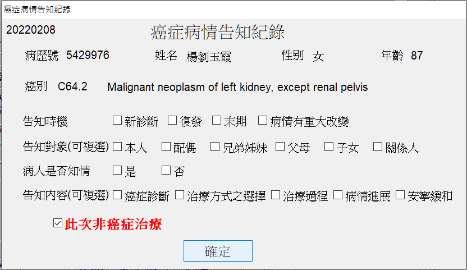 癌症病情告知紀錄
20220208 癌症病情告知紀錄
病歷號 5429976 姓名 楊劉玉霞 性別 女 年齡 87
癌別 C64.2 Malignant neoplasm of left kidney, except renal pelvis
告知時機 □新診斷 □復發 □末期 □病情有重大改變
告知對象(可複選) □本人 □配偶 □兄弟姊妹 □父母 □子女 □關係人
病人是否知情 □是 □否
告知內容(可複選) □癌症診斷 □治療方式之選擇 □治療過程 □病情進展 □安寧緩和
☑此次非癌症治療
確定